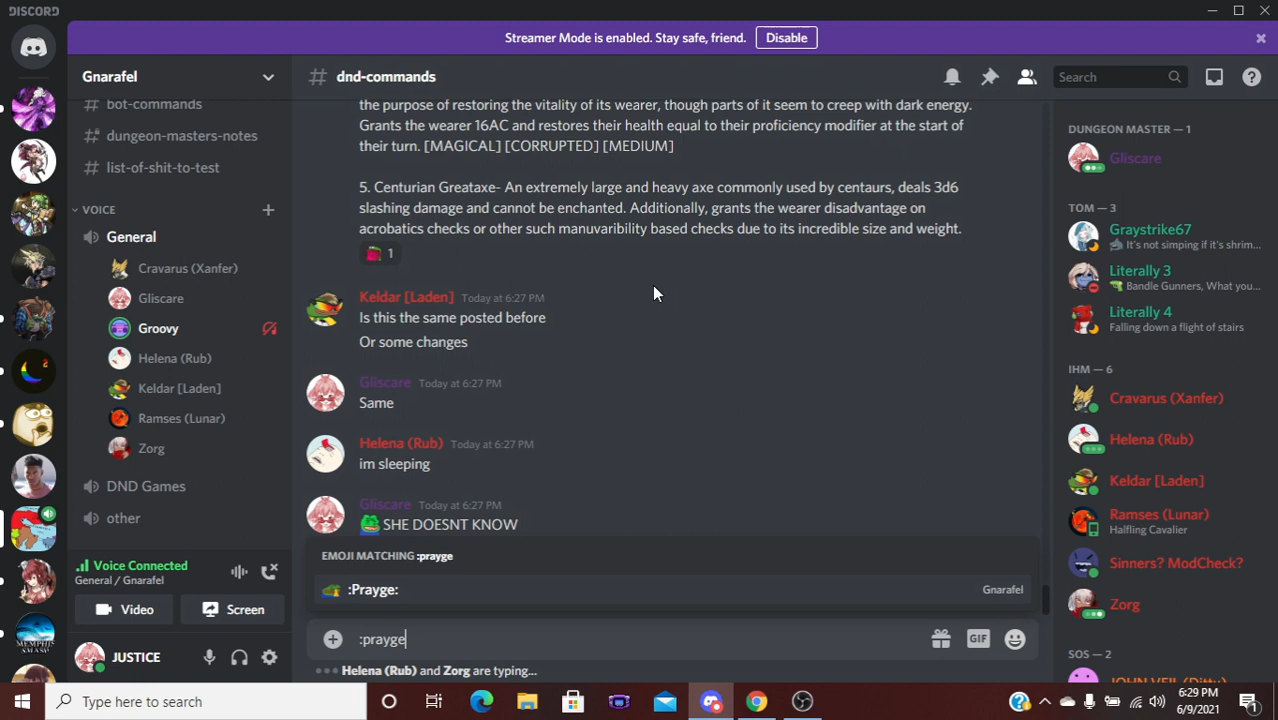 DISCORD
Streamer Mode is enabled. Stay safe, friend. Disable
Gnarafel
# bot-commands
# dungeon-masters-notes
# list-of-shit-to-test
VOICE
General
Cravarus (Xanfer)
Gliscare
Groovy
Helena (Rub)
Keldar [Laden]
Ramses (Lunar)
Zorg
DND Games
other
Voice Connected
General / Gnarafel
Video Screen
JUSTICE
# dnd-commands
Search
the purpose of restoring the vitality of its wearer, though parts of it seem to creep with dark energy.
Grants the wearer 16AC and restores their health equal to their proficiency modifier at the start of
their turn. [MAGICAL] [CORRUPTED] [MEDIUM]
5. Centurian Greataxe- An extremely large and heavy axe commonly used by centaurs, deals 3d6
slashing damage and cannot be enchanted. Additionally, grants the wearer disadvantage on
acrobatics checks or other such manuvaribility based checks due to its incredible size and weight.
1
Keldar [Laden] Today at 6:27 PM
Is this the same posted before
Or some changes
Gliscare Today at 6:27 PM
Same
Helena (Rub) Today at 6:27 PM
im sleeping
Gliscare Today at 6:27 PM
SHE DOESNT KNOW
EMOJI MATCHING :prayge
:Prayge: Gnarafel
:prayge
GIF
Helena (Rub) and Zorg are typing...
DUNGEON MASTER — 1
Gliscare
TOM — 3
Graystrike67
It's not simping if it's shrim...
Literally 3
Bandle Gunners, What you...
Literally 4
Falling down a flight of stairs
IHM — 6
Cravarus (Xanfer)
Helena (Rub)
Keldar [Laden]
Ramses (Lunar)
Halfling Cavalier
Sinners? ModCheck?
Zorg
SOS — 2
JOHN VEIL (Tutor)
Type here to search
6:29 PM
6/9/2021
1